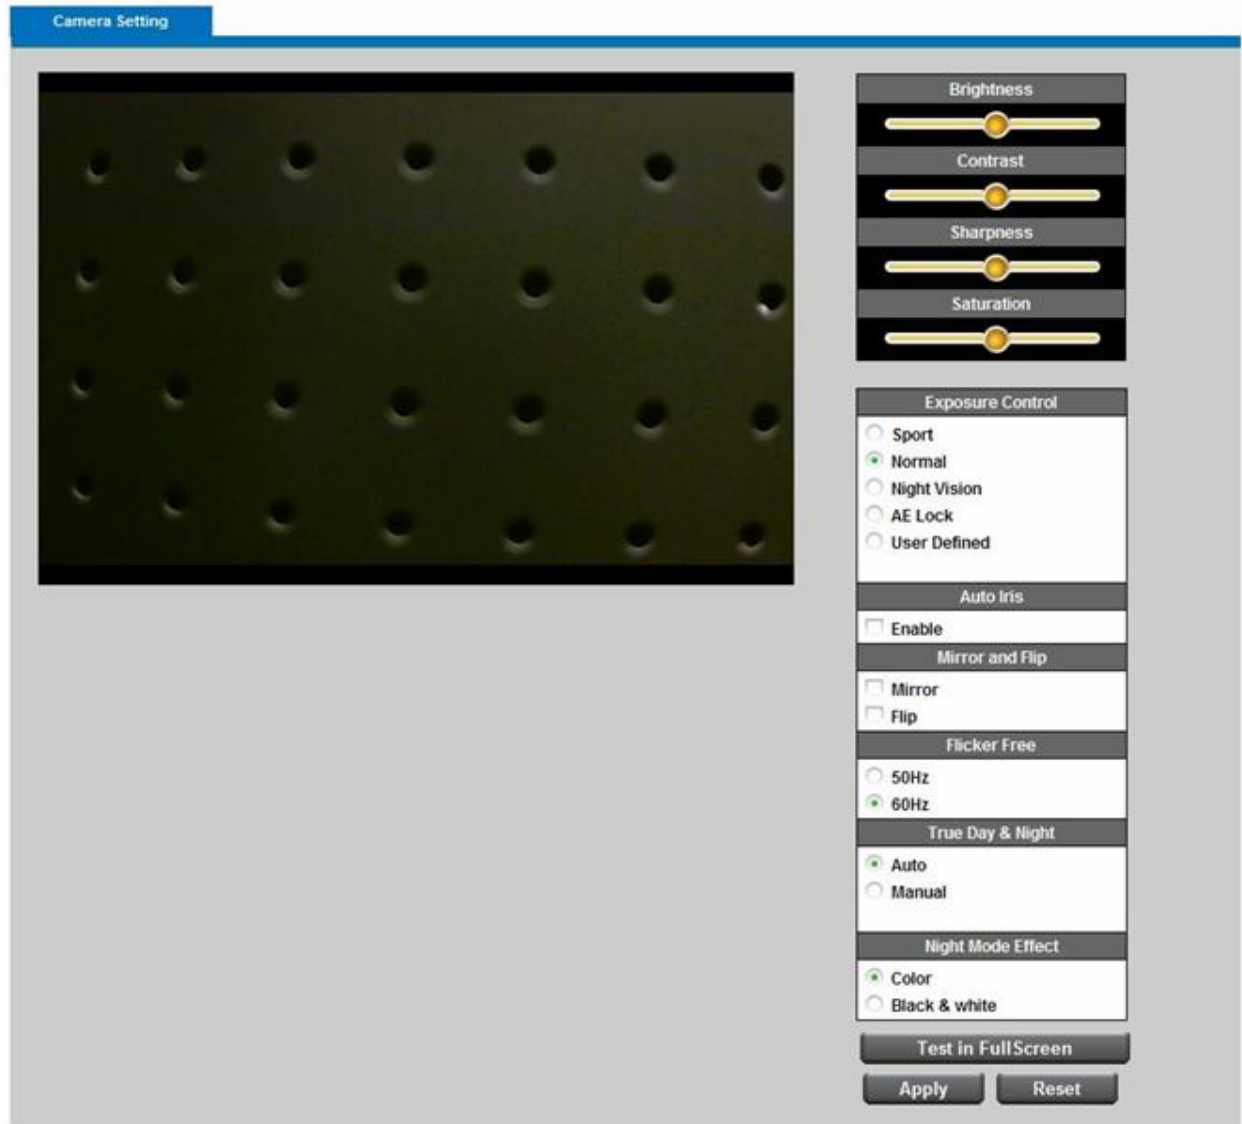 Camera Setting
Brightness
Contrast
Sharpness
Saturation
Exposure Control
Sport
Normal
Night Vision
AE Lock
User Defined
Auto Iris
Enable
Mirror and Flip
Mirror
Flip
Flicker Free
50Hz
60Hz
True Day & Night
Auto
Manual
Night Mode Effect
Color
Black & white
Test in FullScreen
Apply Reset